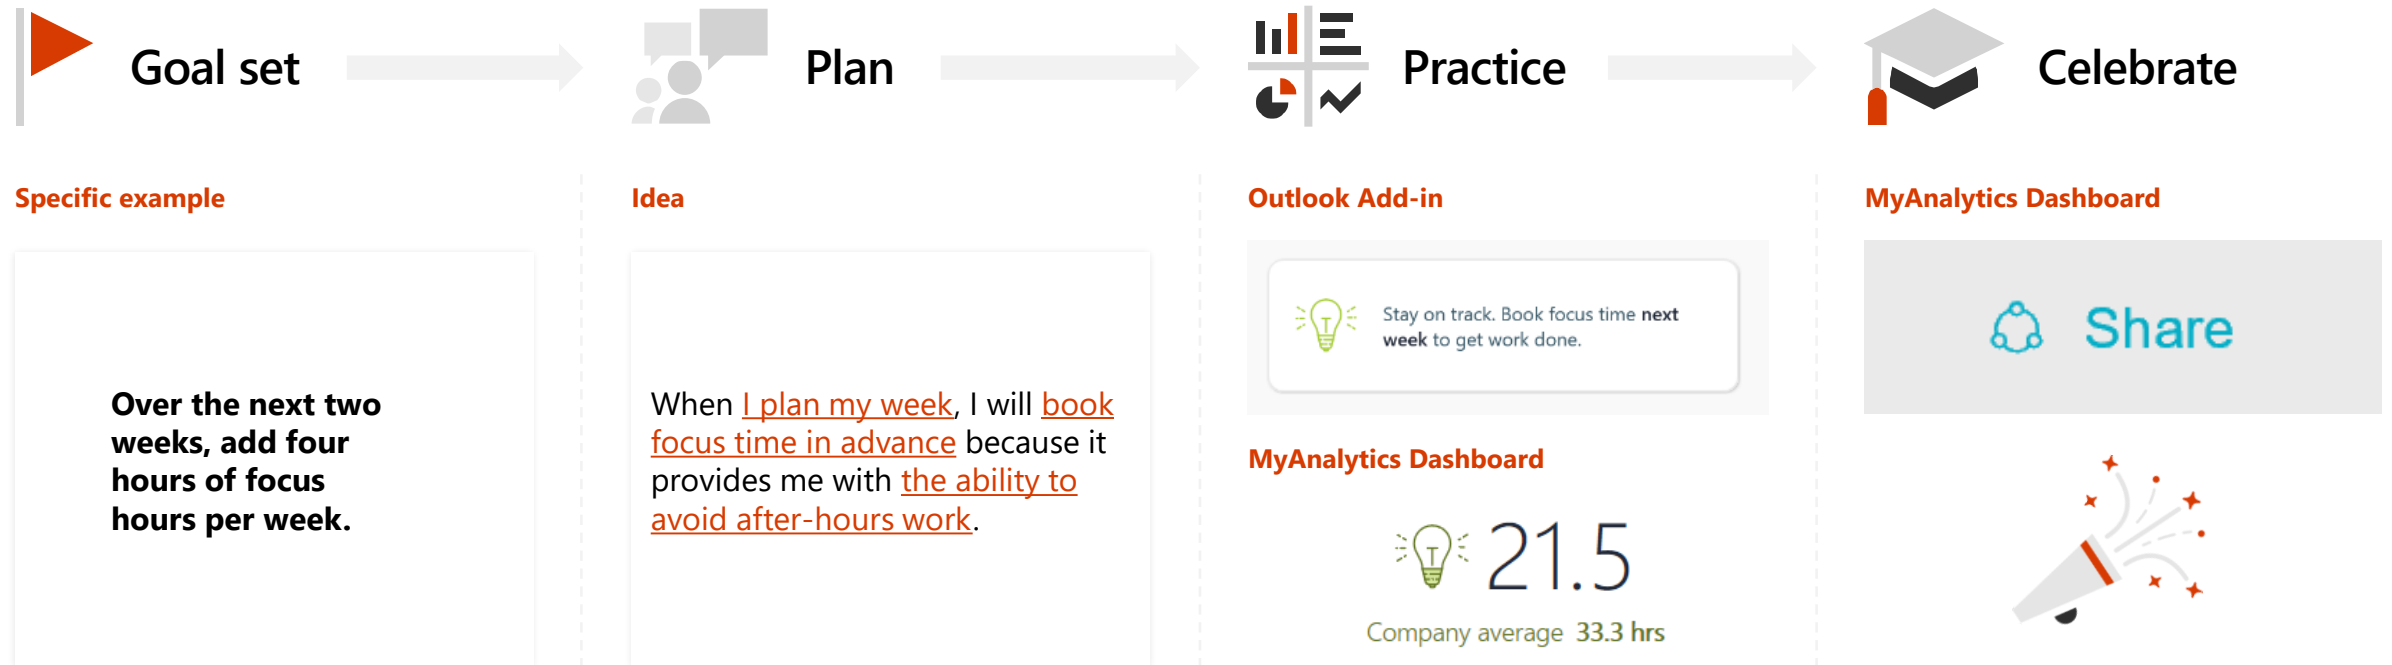 Goal set
Plan
Practice
Celebrate
Specific example
Over the next two
weeks, add four
hours of focus
hours per week.
Idea
When I plan my week, I will book
focus time in advance because it
provides me with the ability to
avoid after-hours work.
Outlook Add-in
Stay on track. Book focus time next
week to get work done.
MyAnalytics Dashboard
21.5
Company average 33.3 hrs
MyAnalytics Dashboard
Share